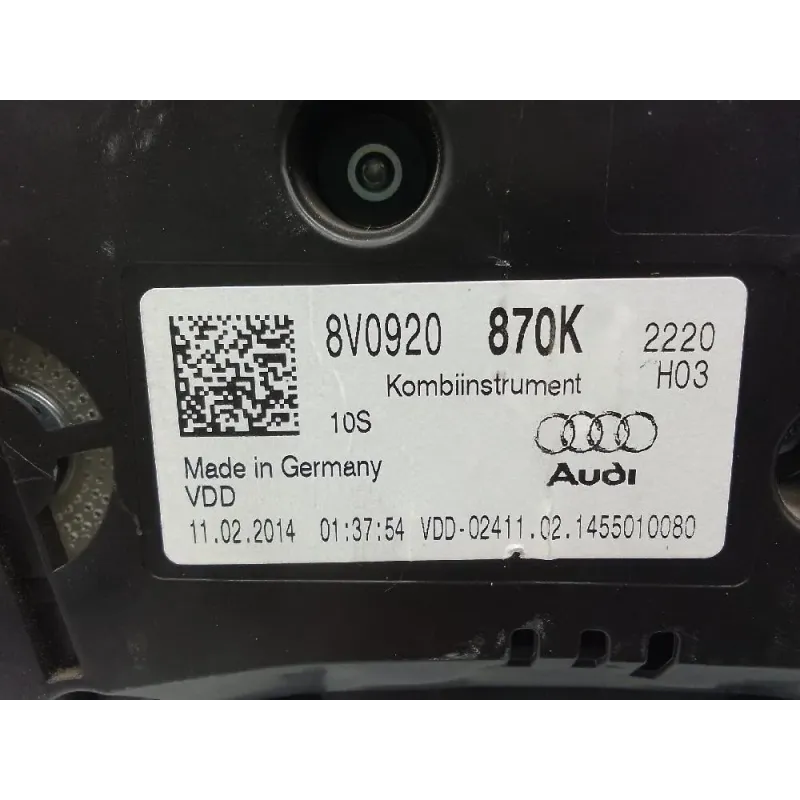 8V0920 870K 2220
Kombiinstrument H03
10S
Audi
Made in Germany
VDD
11.02.2014 01:37:54 VDD-02411.02.1455010080